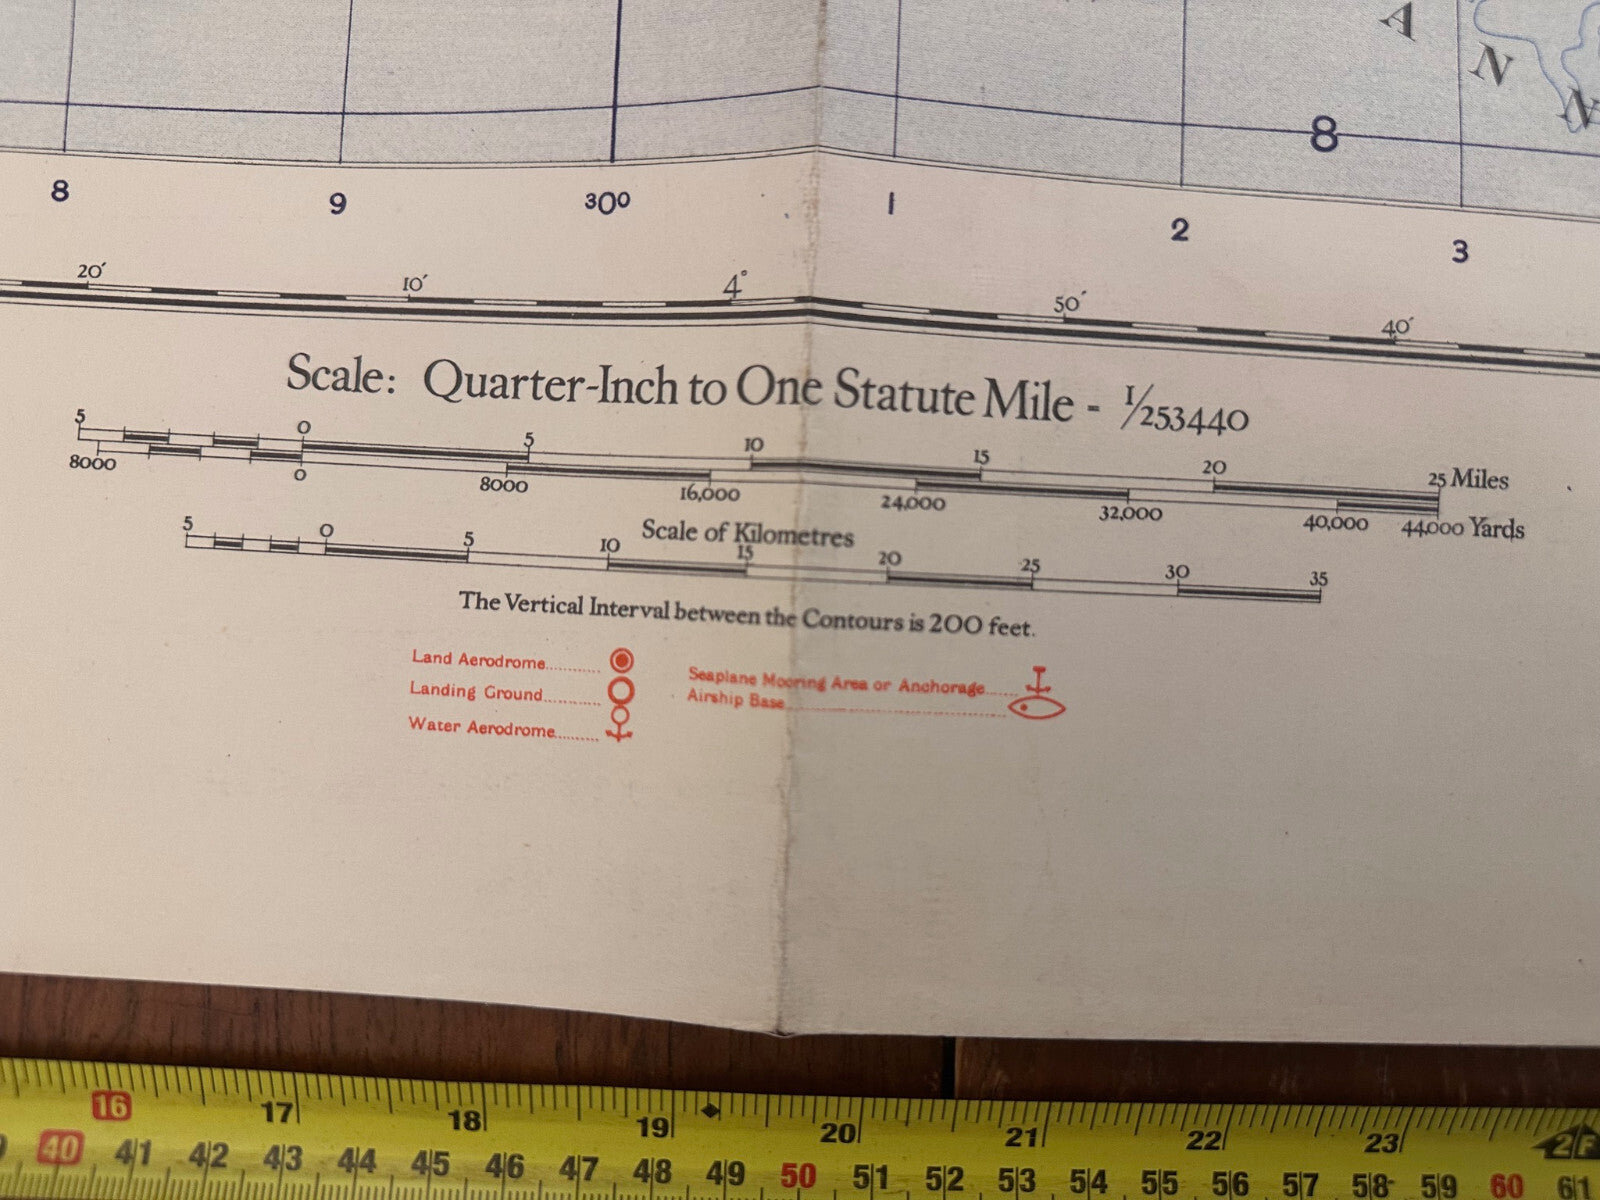 A
N
N
8
8 9 30⁰ 1 2 3
20′ 10′ 4° 50′ 40′
Scale: Quarter-Inch to One Statute Mile - 1/253440
5 0 5 10 15 20 25 Miles
8000 0 8000 16,000 24,000 32,000 40,000 44000 Yards
Scale of Kilometres
5 0 5 10 15 20 25 30 35
The Vertical Interval between the Contours is 200 feet.
Land Aerodrome............
Landing Ground............
Water Aerodrome.........
Seaplane Mooring Area or Anchorage......
Airship Base..........................................
16 17 18 19 20 21 22 23 2F
40 41 42 43 44 45 46 47 48 49 50 51 52 53 54 55 56 57 58 59 60 61